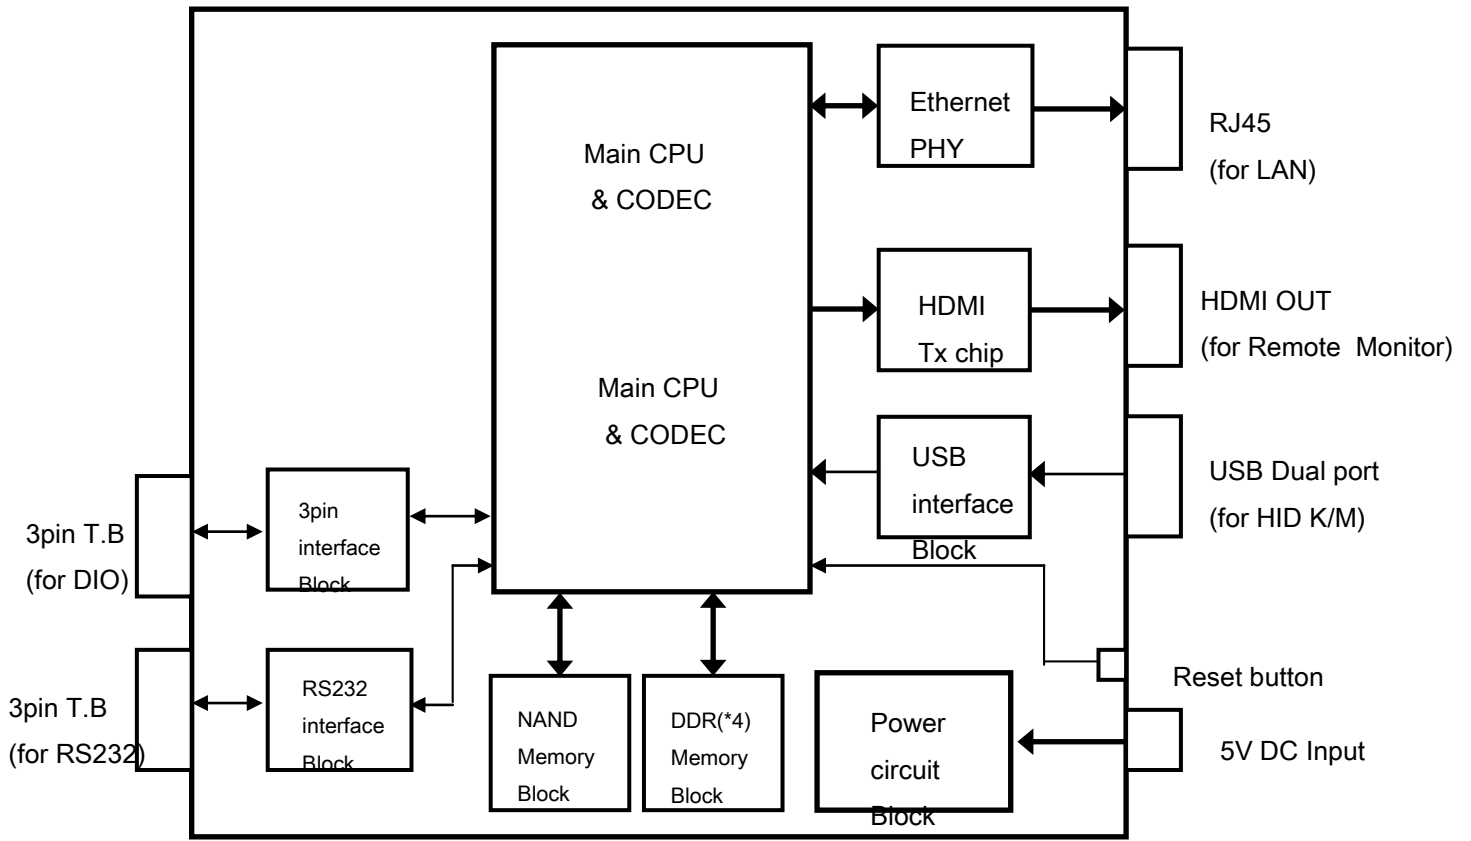 Main CPU
& CODEC
Main CPU
& CODEC
Ethernet
PHY
RJ45
(for LAN)
HDMI
Tx chip
HDMI OUT
(for Remote  Monitor)
USB
interface
Block
USB Dual port
(for HID K/M)
3pin T.B
(for DIO)
3pin
interface
Block
3pin T.B
(for RS232)
RS232
interface
Block
NAND
Memory
Block
DDR(*4)
Memory
Block
Power
circuit
Block
Reset button
5V DC Input